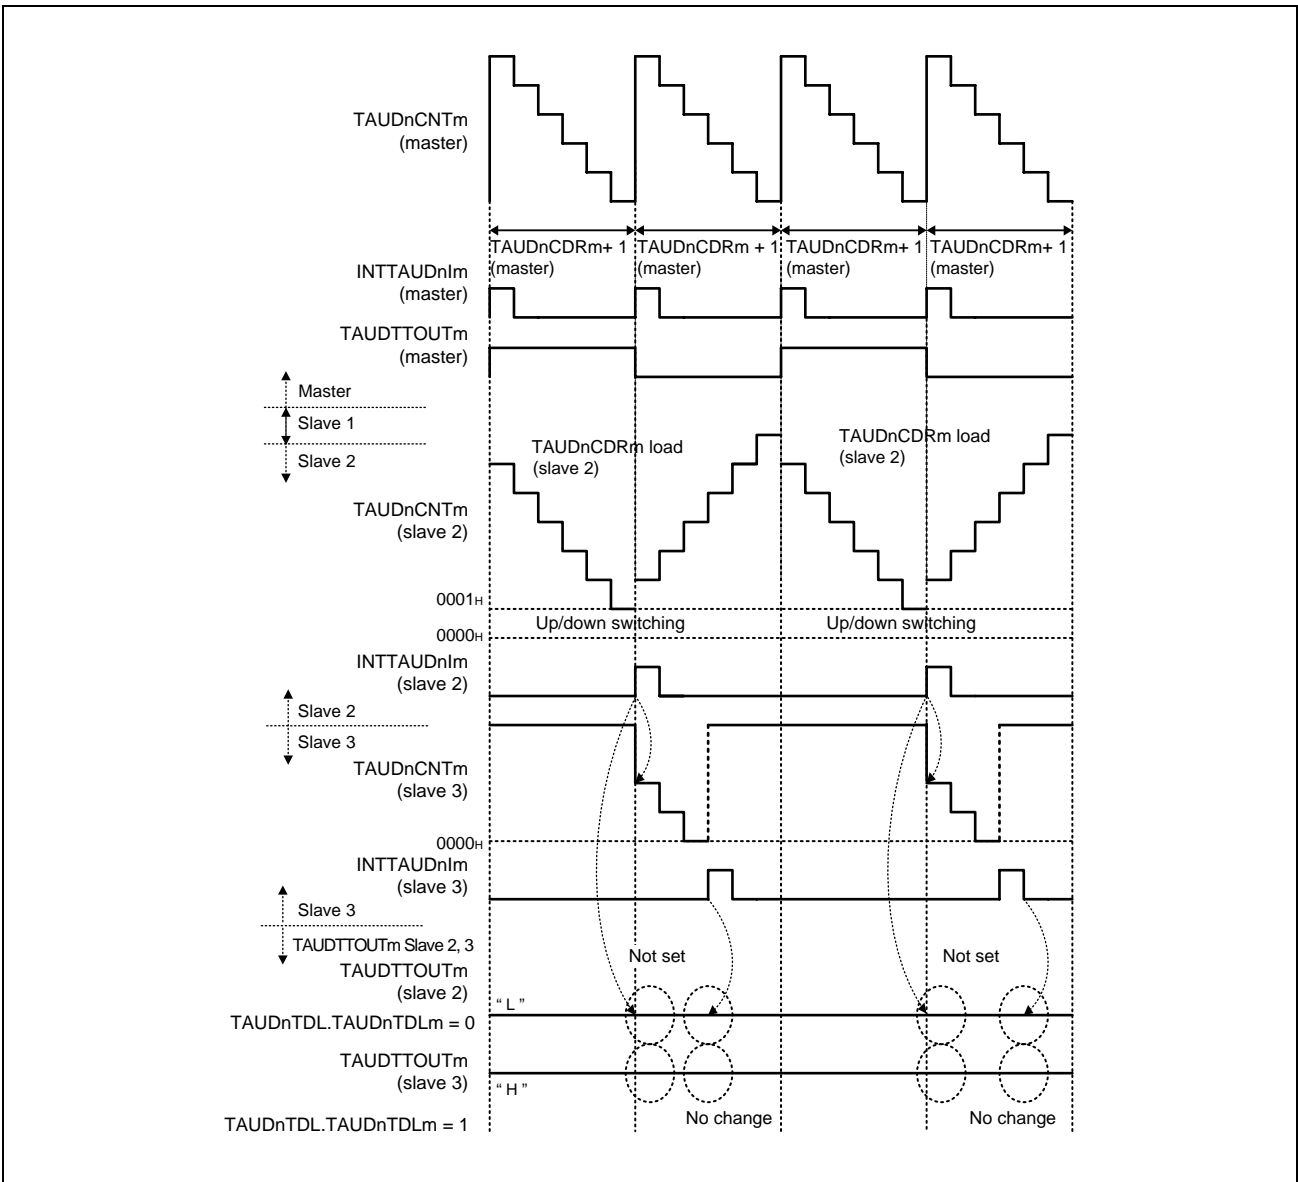 TAUDnCNTm
(master)
TAUDnCDRm+ 1 TAUDnCDRm + 1 TAUDnCDRm+ 1 TAUDnCDRm+ 1
(master) (master) (master) (master)
INTTAUDnIm
(master)
TAUDTTOUTm
(master)
Master
Slave 1
Slave 2
TAUDnCDRm load
(slave 2)
TAUDnCDRm load
(slave 2)
TAUDnCNTm
(slave 2)
0001H
Up/down switching Up/down switching
0000H
INTTAUDnIm
(slave 2)
Slave 2
Slave 3
TAUDnCNTm
(slave 3)
0000H
INTTAUDnIm
(slave 3)
Slave 3
TAUDTTOUTm Slave 2, 3
Not set Not set
TAUDTTOUTm
(slave 2)
“ L ”
TAUDnTDL.TAUDnTDLm = 0
TAUDTTOUTm
(slave 3)
“ H ”
No change No change
TAUDnTDL.TAUDnTDLm = 1